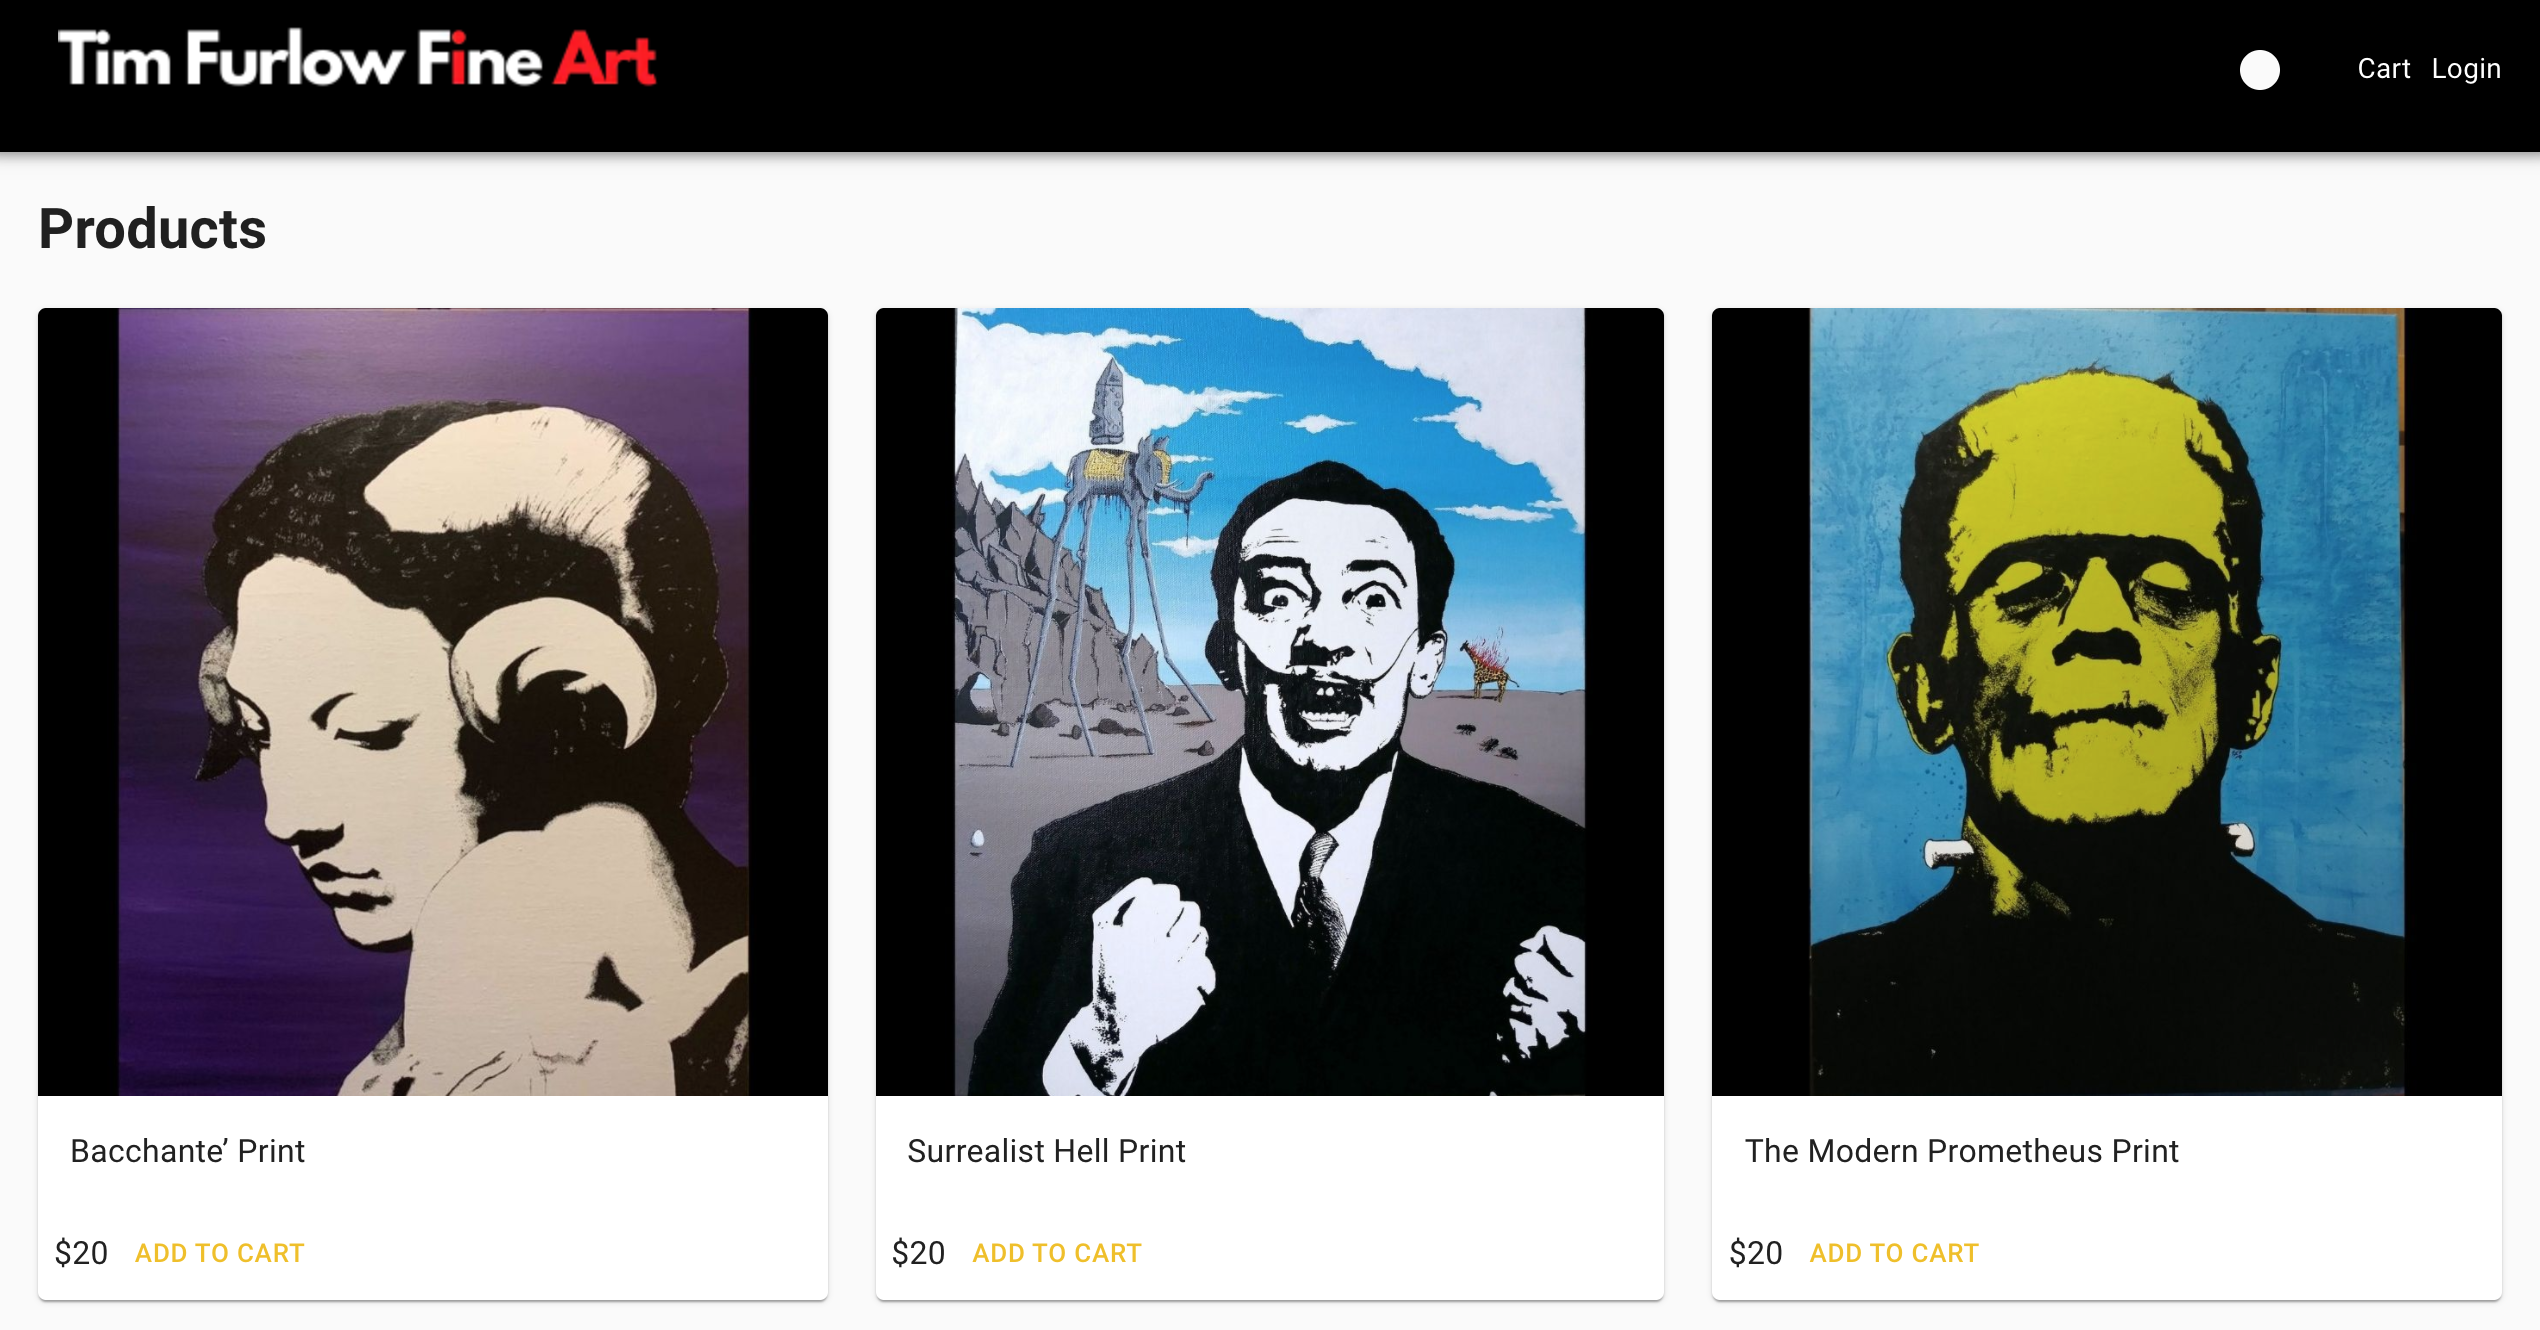 Tim Furlow Fine Art
Cart Login
Products
Bacchante’ Print
$20 ADD TO CART
Surrealist Hell Print
$20 ADD TO CART
The Modern Prometheus Print
$20 ADD TO CART